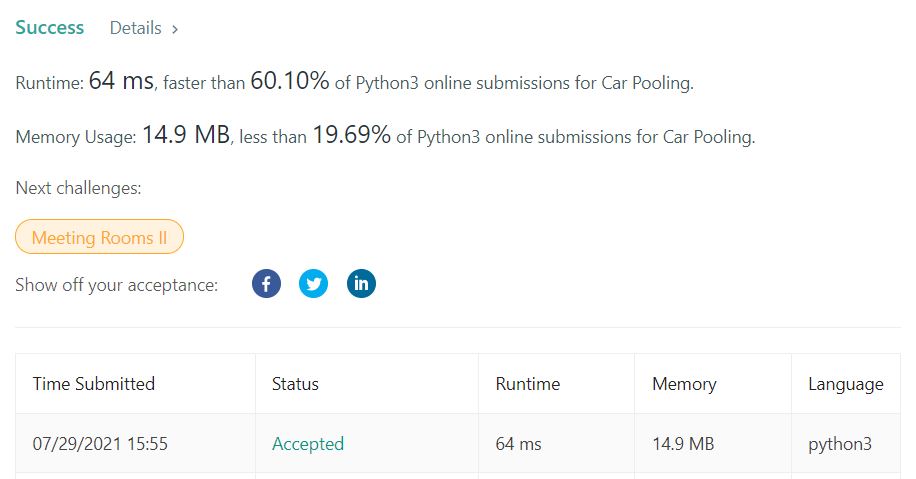 Success Details >
Runtime: 64 ms, faster than 60.10% of Python3 online submissions for Car Pooling.
Memory Usage: 14.9 MB, less than 19.69% of Python3 online submissions for Car Pooling.
Next challenges:
Meeting Rooms II
Show off your acceptance: f in
Time Submitted Status Runtime Memory Language
07/29/2021 15:55 Accepted 64 ms 14.9 MB python3